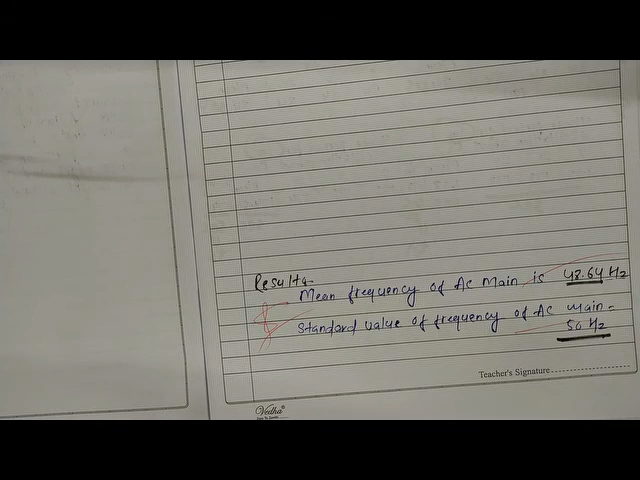 Results
Mean frequency of Ac Main is 48.64 Hz
Standard value of frequency of AC main =
50 Hz
Teacher's Signature
Vedha®